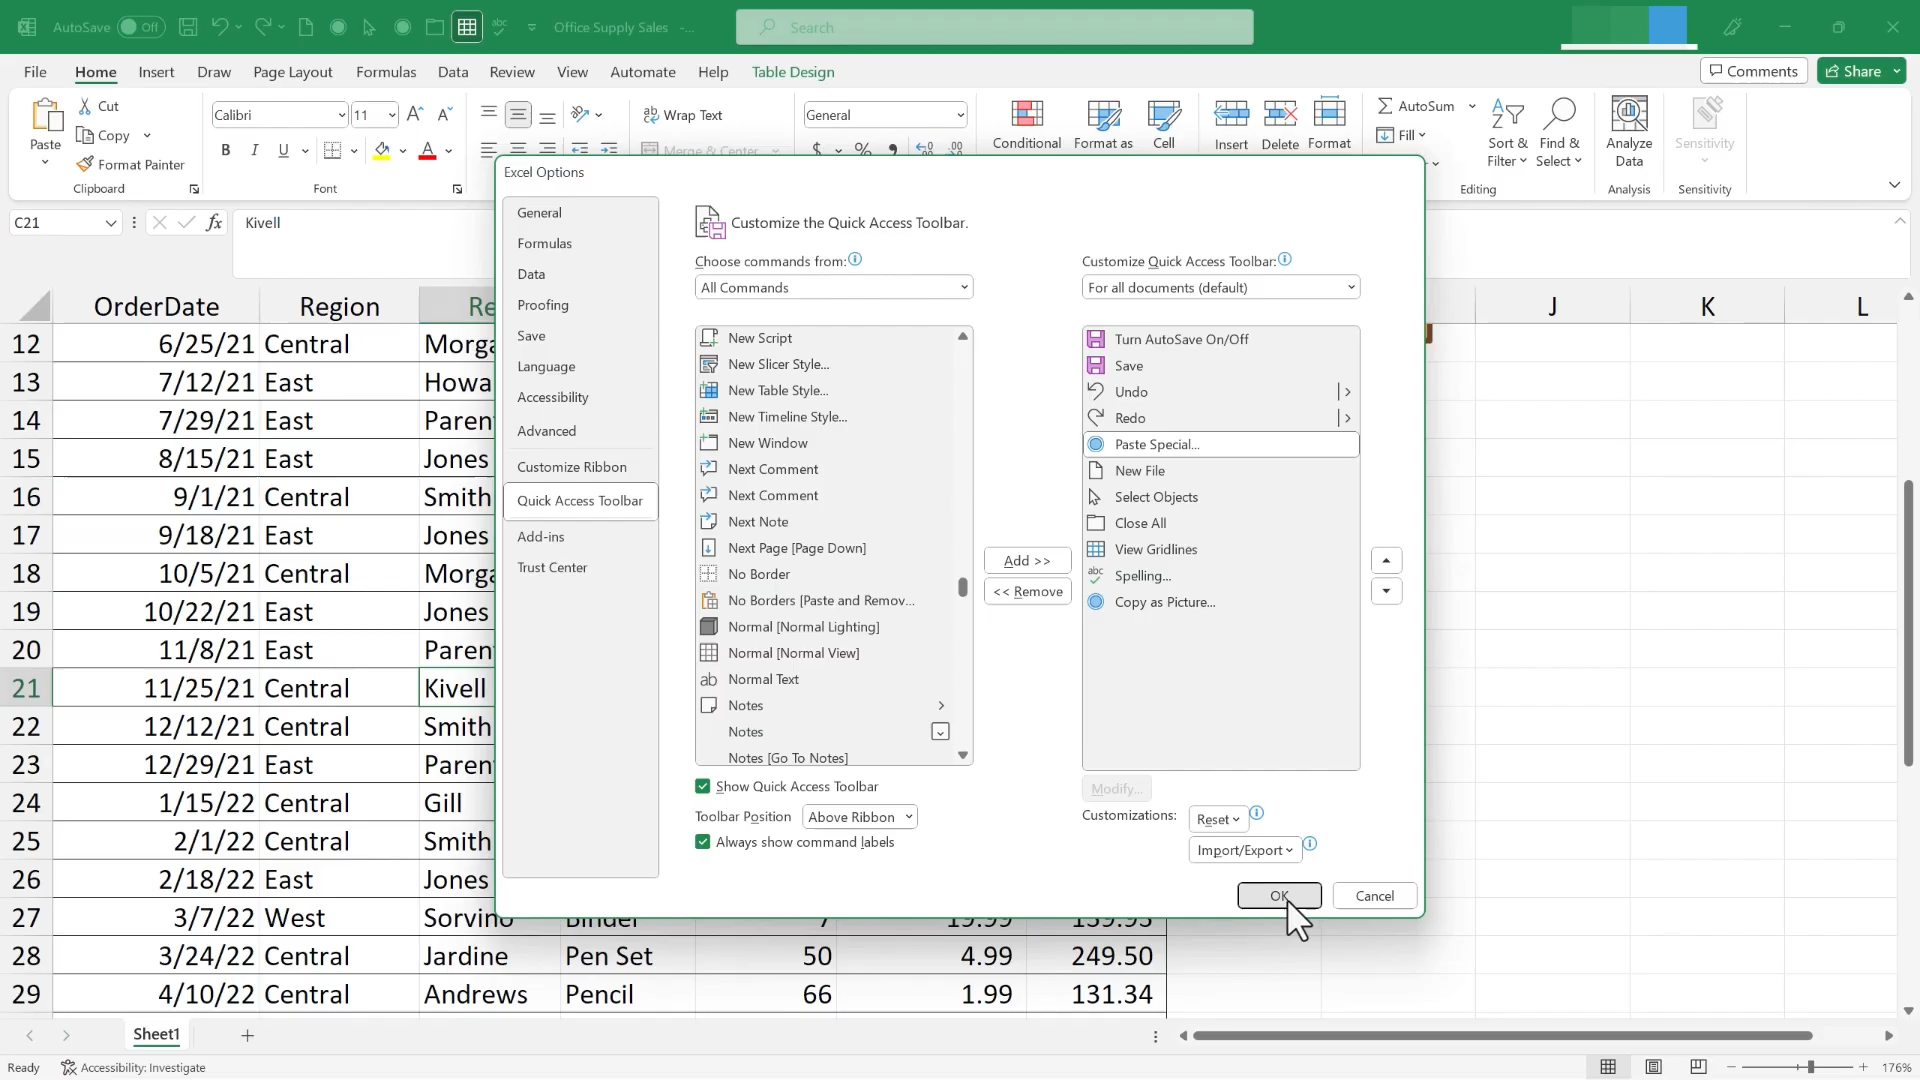 AutoSave Off
Office Supply Sales -...
Search
File Home Insert Draw Page Layout Formulas Data Review View Automate Help Table Design
Comments
Share
Paste
Cut
Copy
Format Painter
Clipboard
Calibri 11
B I U
Font
ab Wrap Text
Merge & Center
General
$ % 9
Conditional
Format as
Cell
Insert Delete Format
AutoSum
Fill
Sort & Filter
Find & Select
Editing
Analyze Data
Analysis
Sensitivity
Sensitivity
C21
fx
Kivell
Excel Options
General
Formulas
Data
Proofing
Save
Language
Accessibility
Advanced
Customize Ribbon
Quick Access Toolbar
Add-ins
Trust Center
Customize the Quick Access Toolbar.
Choose commands from:
All Commands
New Script
New Slicer Style...
New Table Style...
New Timeline Style...
New Window
Next Comment
Next Comment
Next Note
Next Page [Page Down]
No Border
No Borders [Paste and Remov...
Normal [Normal Lighting]
Normal [Normal View]
ab Normal Text
Notes
Notes
Notes [Go To Notes]
Add >>
<< Remove
Customize Quick Access Toolbar:
For all documents (default)
Turn AutoSave On/Off
Save
Undo
Redo
Paste Special...
New File
Select Objects
Close All
View Gridlines
abc Spelling...
Copy as Picture...
Modify...
Show Quick Access Toolbar
Toolbar Position Above Ribbon
Always show command labels
Customizations: Reset
Import/Export
OK
Cancel
OrderDate Region Re J K L
12 6/25/21 Central Morga
13 7/12/21 East Howa
14 7/29/21 East Paren
15 8/15/21 East Jones
16 9/1/21 Central Smith
17 9/18/21 East Jones
18 10/5/21 Central Morga
19 10/22/21 East Jones
20 11/8/21 East Paren
21 11/25/21 Central Kivell
22 12/12/21 Central Smith
23 12/29/21 East Paren
24 1/15/22 Central Gill
25 2/1/22 Central Smith
26 2/18/22 East Jones
27 3/7/22 West Sorvino Binder 7 19.99 139.93
28 3/24/22 Central Jardine Pen Set 50 4.99 249.50
29 4/10/22 Central Andrews Pencil 66 1.99 131.34
Sheet1
Ready
Accessibility: Investigate
176%